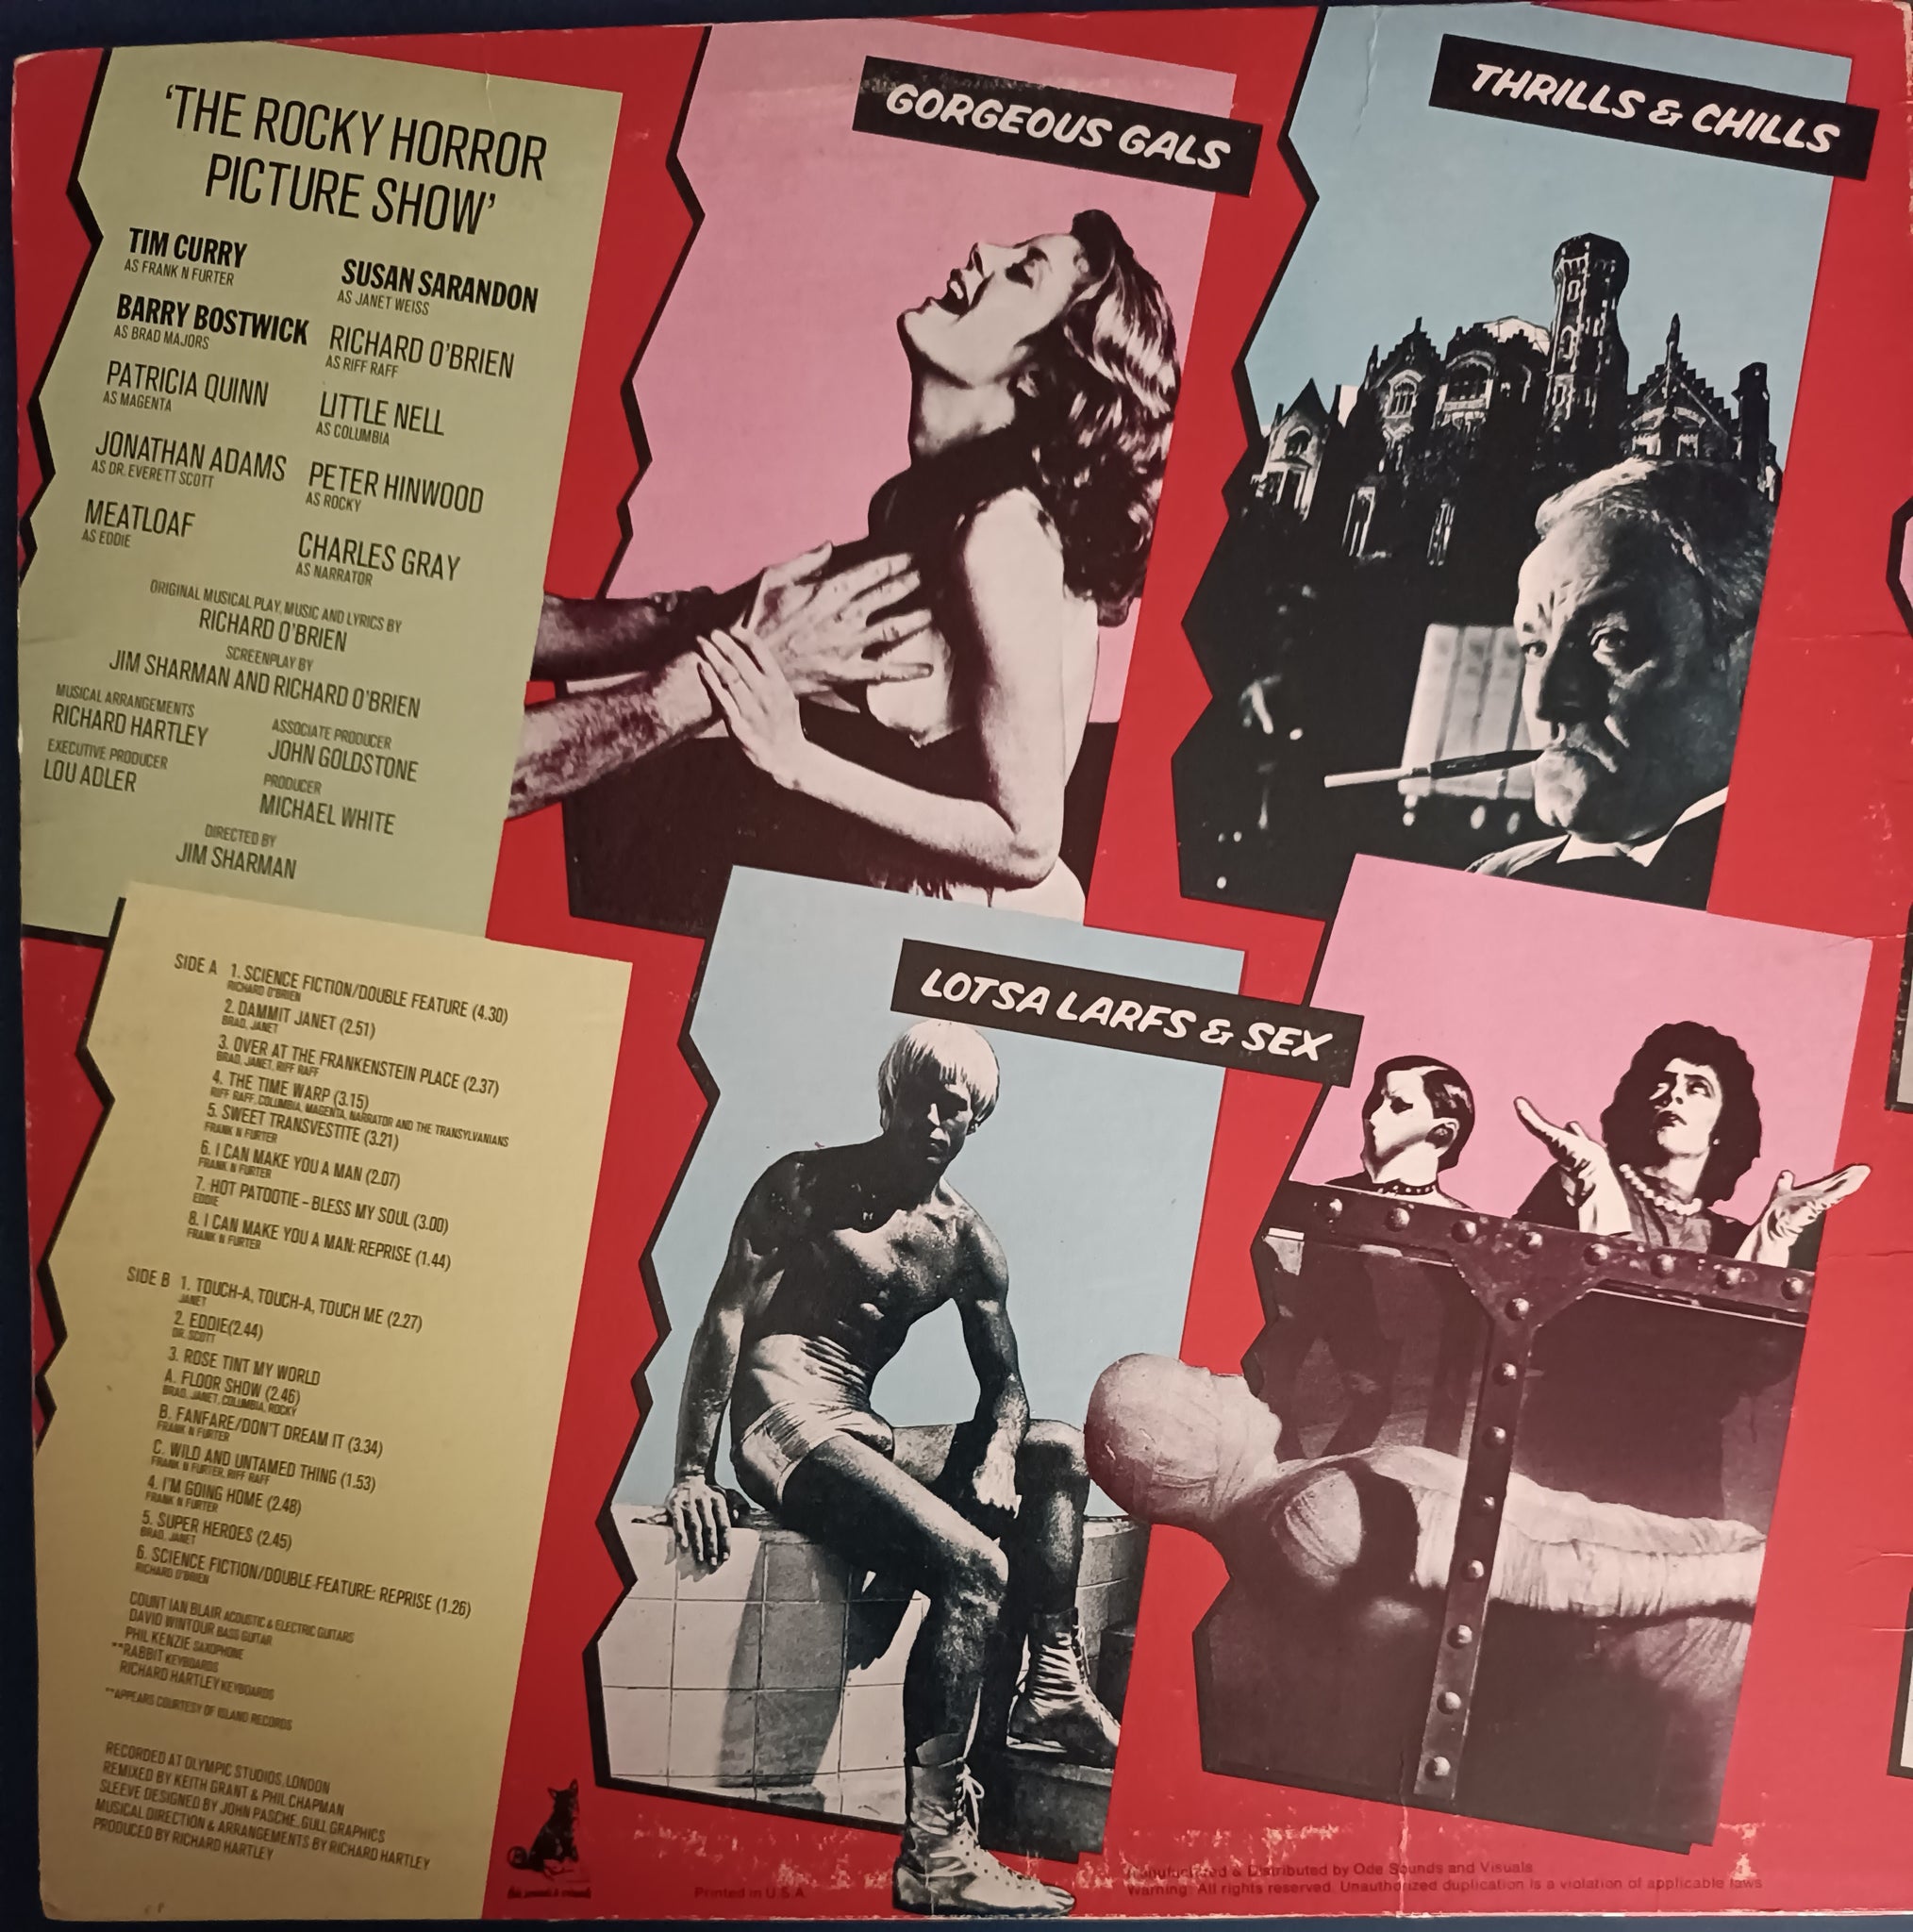 'THE ROCKY HORROR
PICTURE SHOW'
TIM CURRY
AS FRANK N FURTER
SUSAN SARANDON
AS JANET WEISS
BARRY BOSTWICK
AS BRAD MAJORS
RICHARD O'BRIEN
AS RIFF RAFF
PATRICIA QUINN
AS MAGENTA
LITTLE NELL
AS COLUMBIA
JONATHAN ADAMS
AS DR. EVERETT SCOTT
PETER HINWOOD
AS ROCKY
MEATLOAF
AS EDDIE
CHARLES GRAY
AS NARRATOR
ORIGINAL MUSICAL PLAY, MUSIC AND LYRICS BY
RICHARD O'BRIEN
SCREENPLAY BY
JIM SHARMAN AND RICHARD O'BRIEN
MUSICAL ARRANGEMENTS
RICHARD HARTLEY
ASSOCIATE PRODUCER
JOHN GOLDSTONE
EXECUTIVE PRODUCER
LOU ADLER
PRODUCER
MICHAEL WHITE
DIRECTED BY
JIM SHARMAN
GORGEOUS GALS
THRILLS & CHILLS
LOTSA LARFS & SEX
SIDE A 1. SCIENCE FICTION/DOUBLE FEATURE (4.30)
RICHARD O'BRIEN
2. DAMMIT JANET (2.51)
BRAD, JANET
3. OVER AT THE FRANKENSTEIN PLACE (2.37)
BRAD, JANET, RIFF RAFF
4. THE TIME WARP (3.15)
RIFF RAFF, COLUMBIA, MAGENTA, NARRATOR AND THE TRANSYLVANIANS
5. SWEET TRANSVESTITE (3.21)
FRANK N FURTER
6. I CAN MAKE YOU A MAN (2.07)
FRANK N FURTER
7. HOT PATOOTIE – BLESS MY SOUL (3.00)
EDDIE
8. I CAN MAKE YOU A MAN: REPRISE (1.44)
FRANK N FURTER
SIDE B 1. TOUCH-A, TOUCH-A, TOUCH ME (2.27)
JANET
2. EDDIE(2.44)
DR. SCOTT
3. ROSE TINT MY WORLD
A. FLOOR SHOW (2.46)
BRAD, JANET, COLUMBIA, ROCKY
B. FANFARE/DON'T DREAM IT (3.34)
FRANK N FURTER
C. WILD AND UNTAMED THING (1.53)
FRANK N FURTER, RIFF RAFF
4. I'M GOING HOME (2.48)
FRANK N FURTER
5. SUPER HEROES (2.45)
BRAD, JANET
6. SCIENCE FICTION/DOUBLE FEATURE: REPRISE (1.26)
RICHARD O'BRIEN
COUNT IAN BLAIR ACOUSTIC & ELECTRIC GUITARS
DAVID WINTOUR BASS GUITAR
PHIL KENZIE SAXOPHONE
**RABBIT KEYBOARDS
RICHARD HARTLEY KEYBOARDS
**APPEARS COURTESY OF ISLAND RECORDS
RECORDED AT OLYMPIC STUDIOS, LONDON
REMIXED BY KEITH GRANT & PHIL CHAPMAN
SLEEVE DESIGNED BY JOHN PASCHE, GULL GRAPHICS
MUSICAL DIRECTION & ARRANGEMENTS BY RICHARD HARTLEY
PRODUCED BY RICHARD HARTLEY
Printed in U.S.A.
Manufactured & Distributed by Ode Sounds and Visuals
Warning: All rights reserved. Unauthorized duplication is a violation of applicable laws